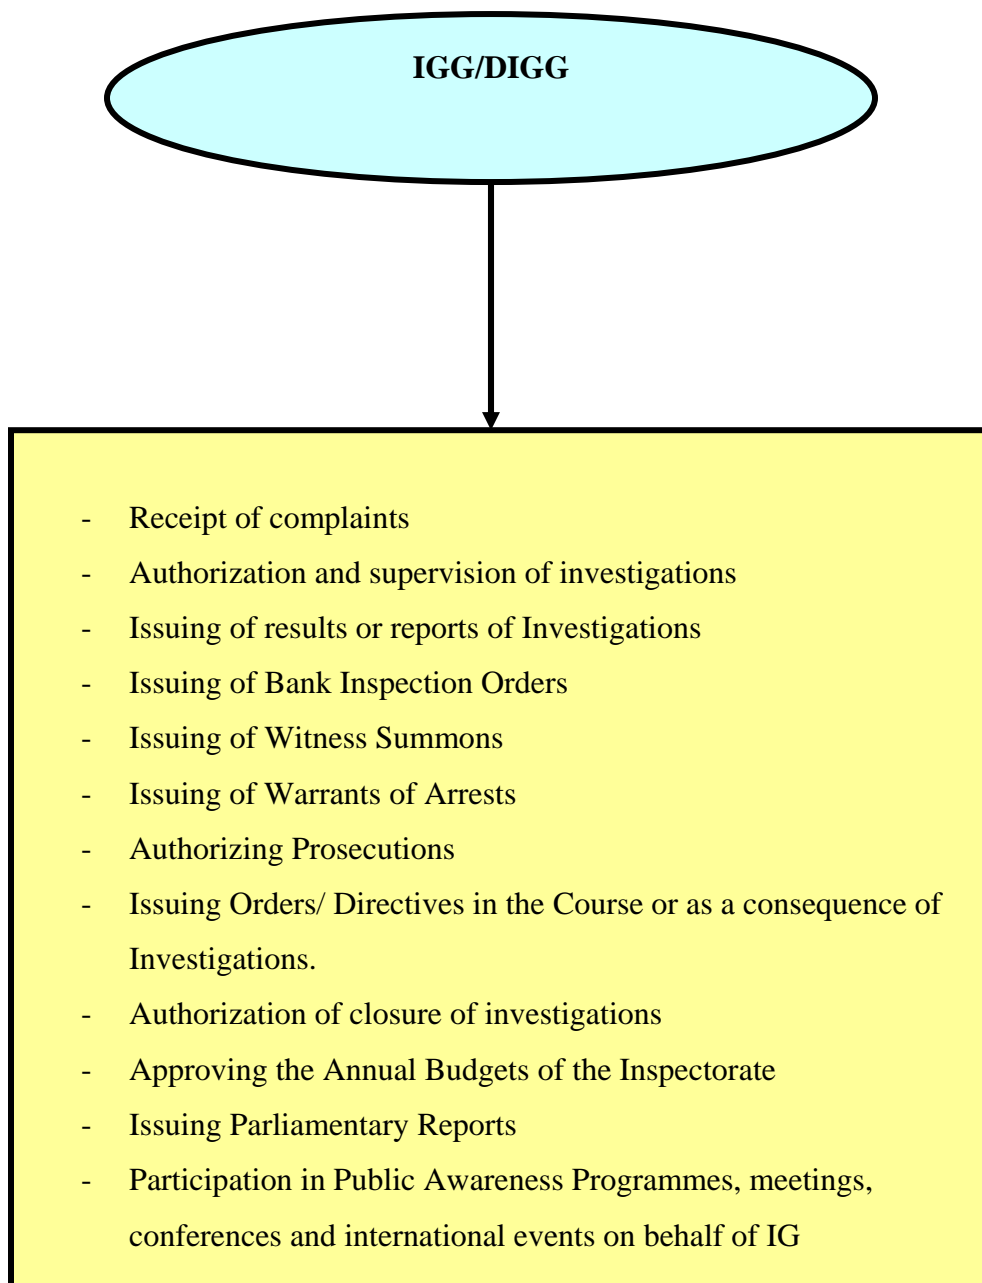 IGG/DIGG
- Receipt of complaints
- Authorization and supervision of investigations
- Issuing of results or reports of Investigations
- Issuing of Bank Inspection Orders
- Issuing of Witness Summons
- Issuing of Warrants of Arrests
- Authorizing Prosecutions
- Issuing Orders/ Directives in the Course or as a consequence of
Investigations.
- Authorization of closure of investigations
- Approving the Annual Budgets of the Inspectorate
- Issuing Parliamentary Reports
- Participation in Public Awareness Programmes, meetings,
conferences and international events on behalf of IG